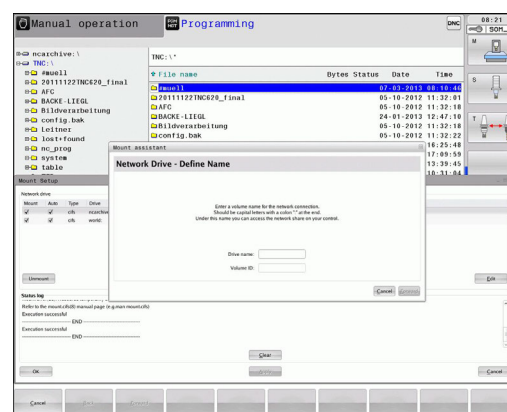 Manual operation
Programming
DNC
08:21
SOM_
M
ncarchive:\
TNC:\
TNC:\*
#muell
File name Bytes Status Date Time
20111122TNC620_final
#muell 07-03-2013 08:10:46
AFC
20111122TNC620_final 05-10-2012 11:32:01
BACKE-LIEGL
AFC 05-10-2012 11:32:18
S
Bildverarbeitung
BACKE-LIEGL 24-01-2013 12:47:10
config.bak
Bildverarbeitung 05-10-2012 11:32:18
Leitner
config.bak 05-10-2012 11:32:22
lost+found
Mount assistant
16:25:48
T
nc_prog
Network Drive - Define Name
17:09:59
system
13:39:45
table
10:31:04
Mount Setup
Network drive
Mount Auto Type Drive
cifs ncarchive
cifs world:
Enter a volume name for the network connection.
Should be capital letters with a colon ":" at the end.
Under this name you can access the network share on your control.
Drive name:
Volume ID:
Cancel
Unmount
Edit
Status log
Refer to the mount.cifs(8) manual page (e.g.man mount.cifs)
Execution successful
END
Execution successful
END
Clear
OK
Apply
Cancel
Cancel
Back
Forward